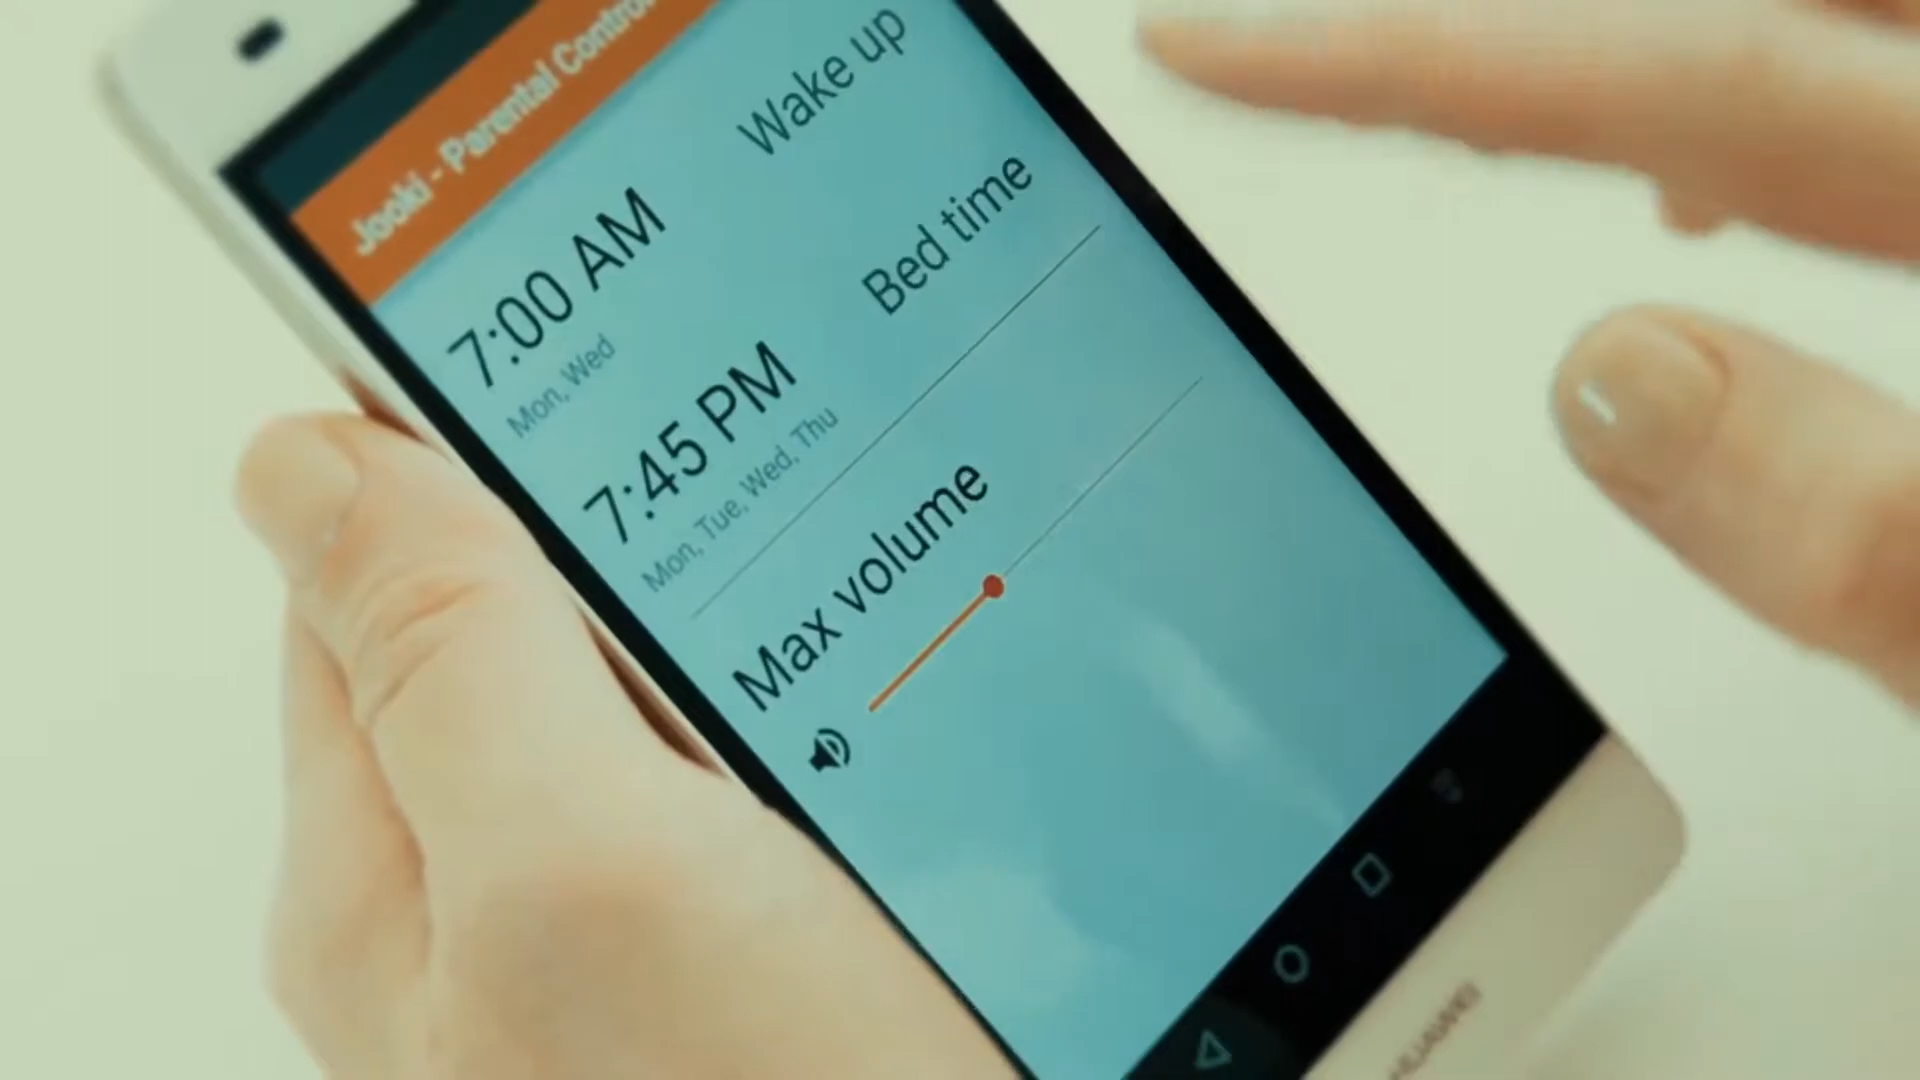 Jooki - Parental Control
7:00 AM Wake up
Mon, Wed
7:45 PM Bed time
Mon, Tue, Wed, Thu
Max volume
HUAWEI